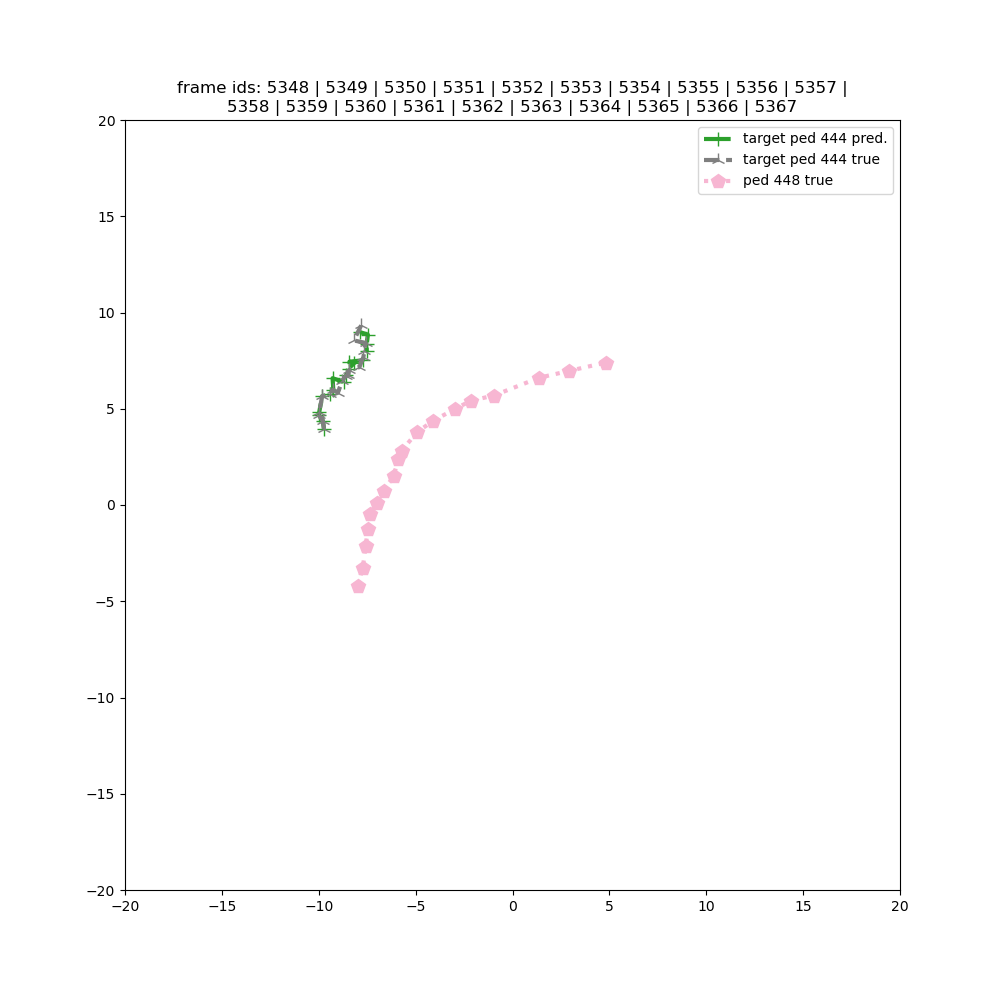 frame ids: 5348 | 5349 | 5350 | 5351 | 5352 | 5353 | 5354 | 5355 | 5356 | 5357 |
5358 | 5359 | 5360 | 5361 | 5362 | 5363 | 5364 | 5365 | 5366 | 5367
target ped 444 pred.
target ped 444 true
ped 448 true
20
15
10
5
0
−5
−10
−15
−20
−20 −15 −10 −5 0 5 10 15 20